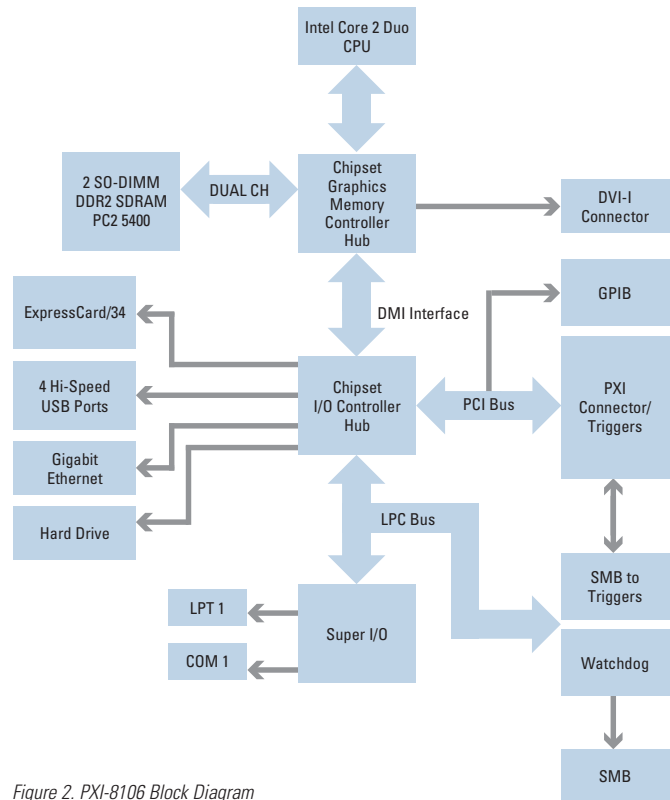 Intel Core 2 Duo
CPU
2 SO-DIMM
DDR2 SDRAM
PC2 5400
DUAL CH
Chipset
Graphics
Memory
Controller
Hub
DVI-I
Connector
DMI Interface
GPIB
ExpressCard/34
4 Hi-Speed
USB Ports
Gigabit
Ethernet
Hard Drive
Chipset
I/O Controller
Hub
PCI Bus
PXI
Connector/
Triggers
LPC Bus
LPT 1
COM 1
Super I/O
SMB to
Triggers
Watchdog
SMB
Figure 2. PXI-8106 Block Diagram